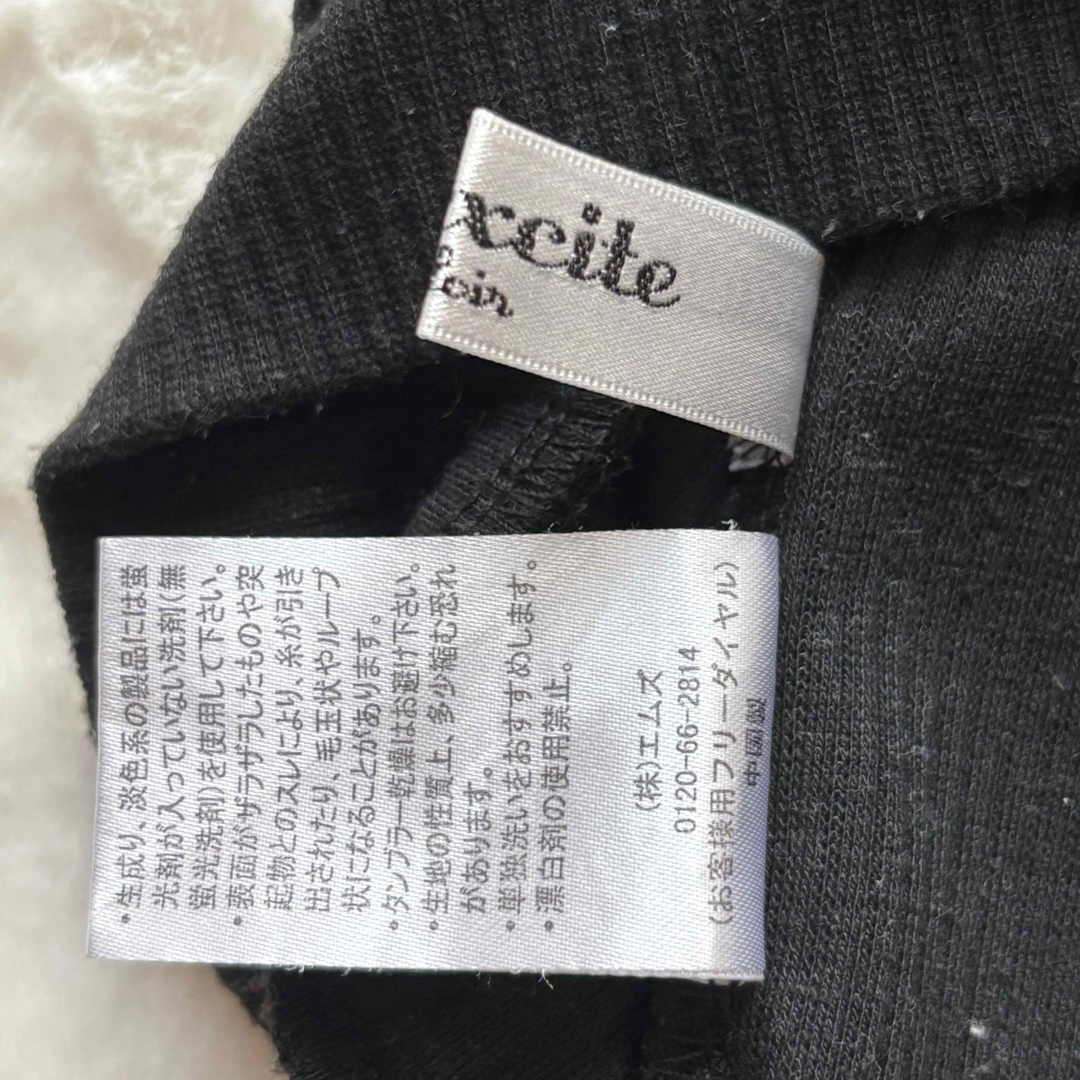 xcite
oir
・生成り、淡色系の製品には蛍
光剤が入っていない洗剤(無
蛍光洗剤)を使用して下さい。
・表面がザラザラしたものや突
起物とのスレにより、糸が引き
出されたり、毛玉状やループ
状になることがあります。
・タンブラー乾燥はお避け下さい。
・生地の性質上、多少縮む恐れ
があります。
・単独洗いをおすすめします。
・漂白剤の使用禁止。
(株)エムズ
0120-66-2814
(お客様用フリーダイヤル)
中國製